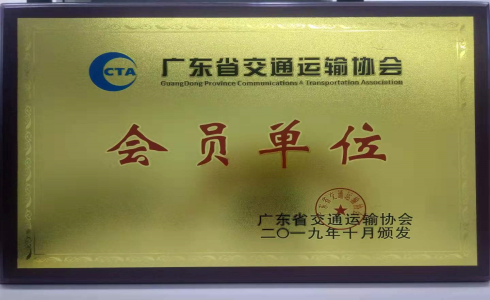 CTA
广东省交通运输协会
GuangDong Province Communications & Transportation Association
会员单位
广东省交通运输协会
二〇一九年十月颁发